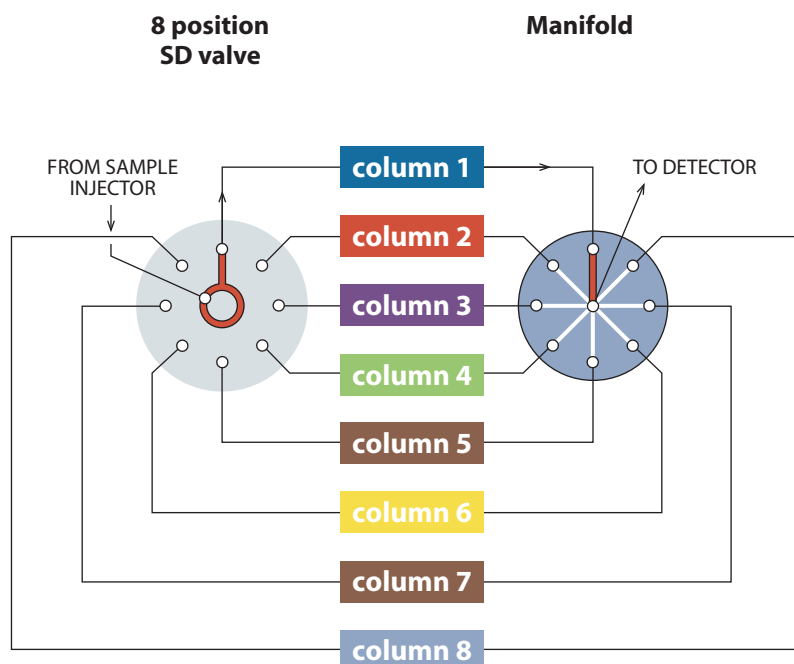 8 position
SD valve
Manifold
FROM SAMPLE
INJECTOR
column 1
TO DETECTOR
column 2
column 3
column 4
column 5
column 6
column 7
column 8